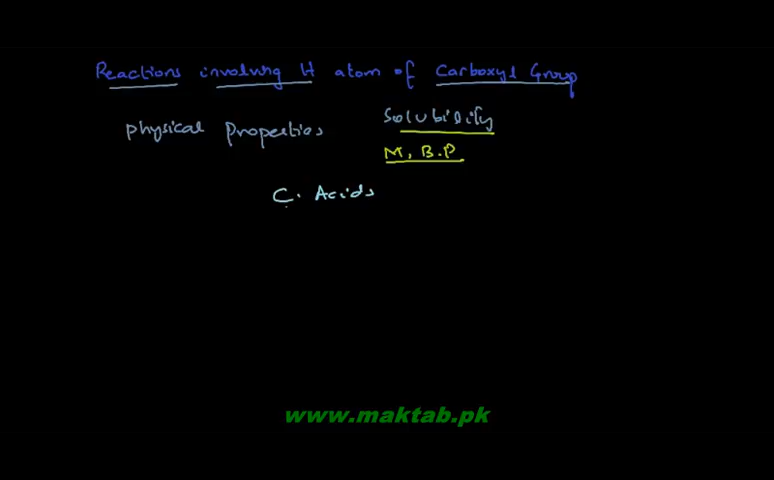 Reactions involving H atom of Carboxyl Group
physical properties
Solubility
M, B.P
C. Acids
www.maktab.pk